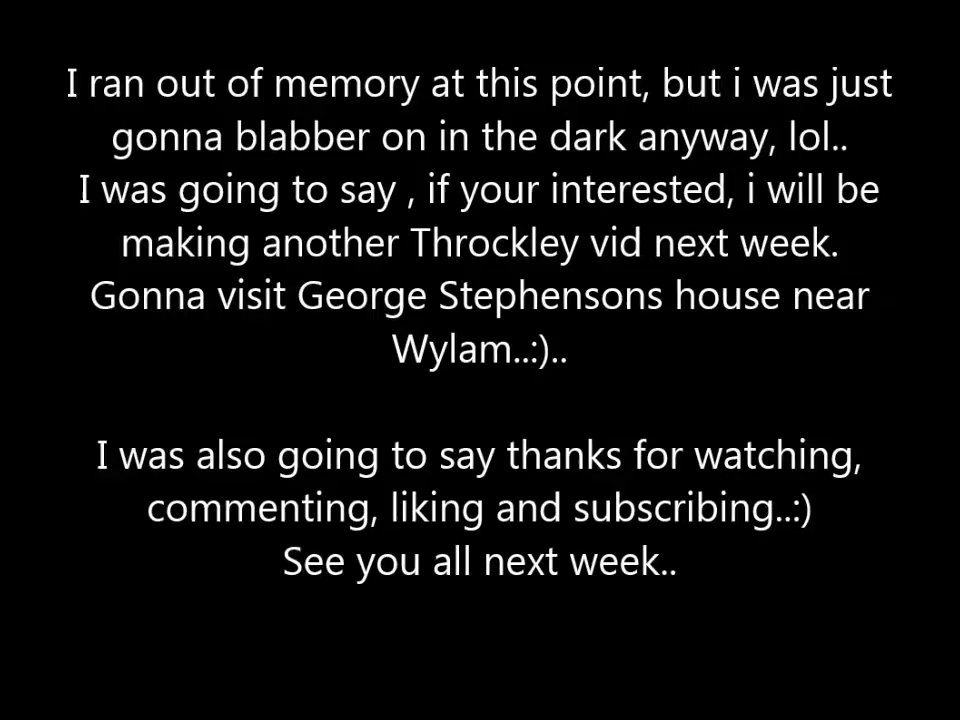 I ran out of memory at this point, but i was just
gonna blabber on in the dark anyway, lol..
I was going to say , if your interested, i will be
making another Throckley vid next week.
Gonna visit George Stephensons house near
Wylam..:)..
I was also going to say thanks for watching,
commenting, liking and subscribing..:)
See you all next week..